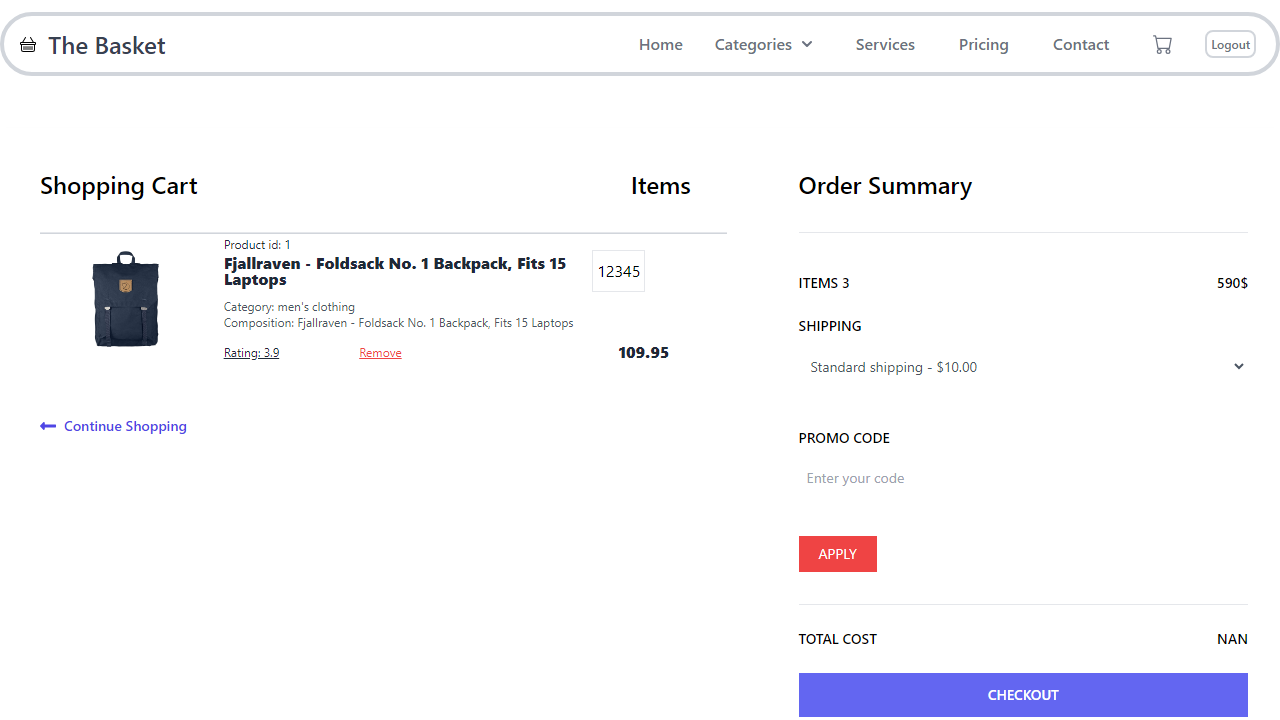 The Basket
Home
Categories
Services
Pricing
Contact
Logout
Shopping Cart
Items
Product id: 1
Fjallraven - Foldsack No. 1 Backpack, Fits 15
Laptops
12345
Category: men's clothing
Composition: Fjallraven - Foldsack No. 1 Backpack, Fits 15 Laptops
Rating: 3.9
Remove
109.95
Continue Shopping
Order Summary
ITEMS 3
590$
SHIPPING
Standard shipping - $10.00
PROMO CODE
Enter your code
APPLY
TOTAL COST
NAN
CHECKOUT